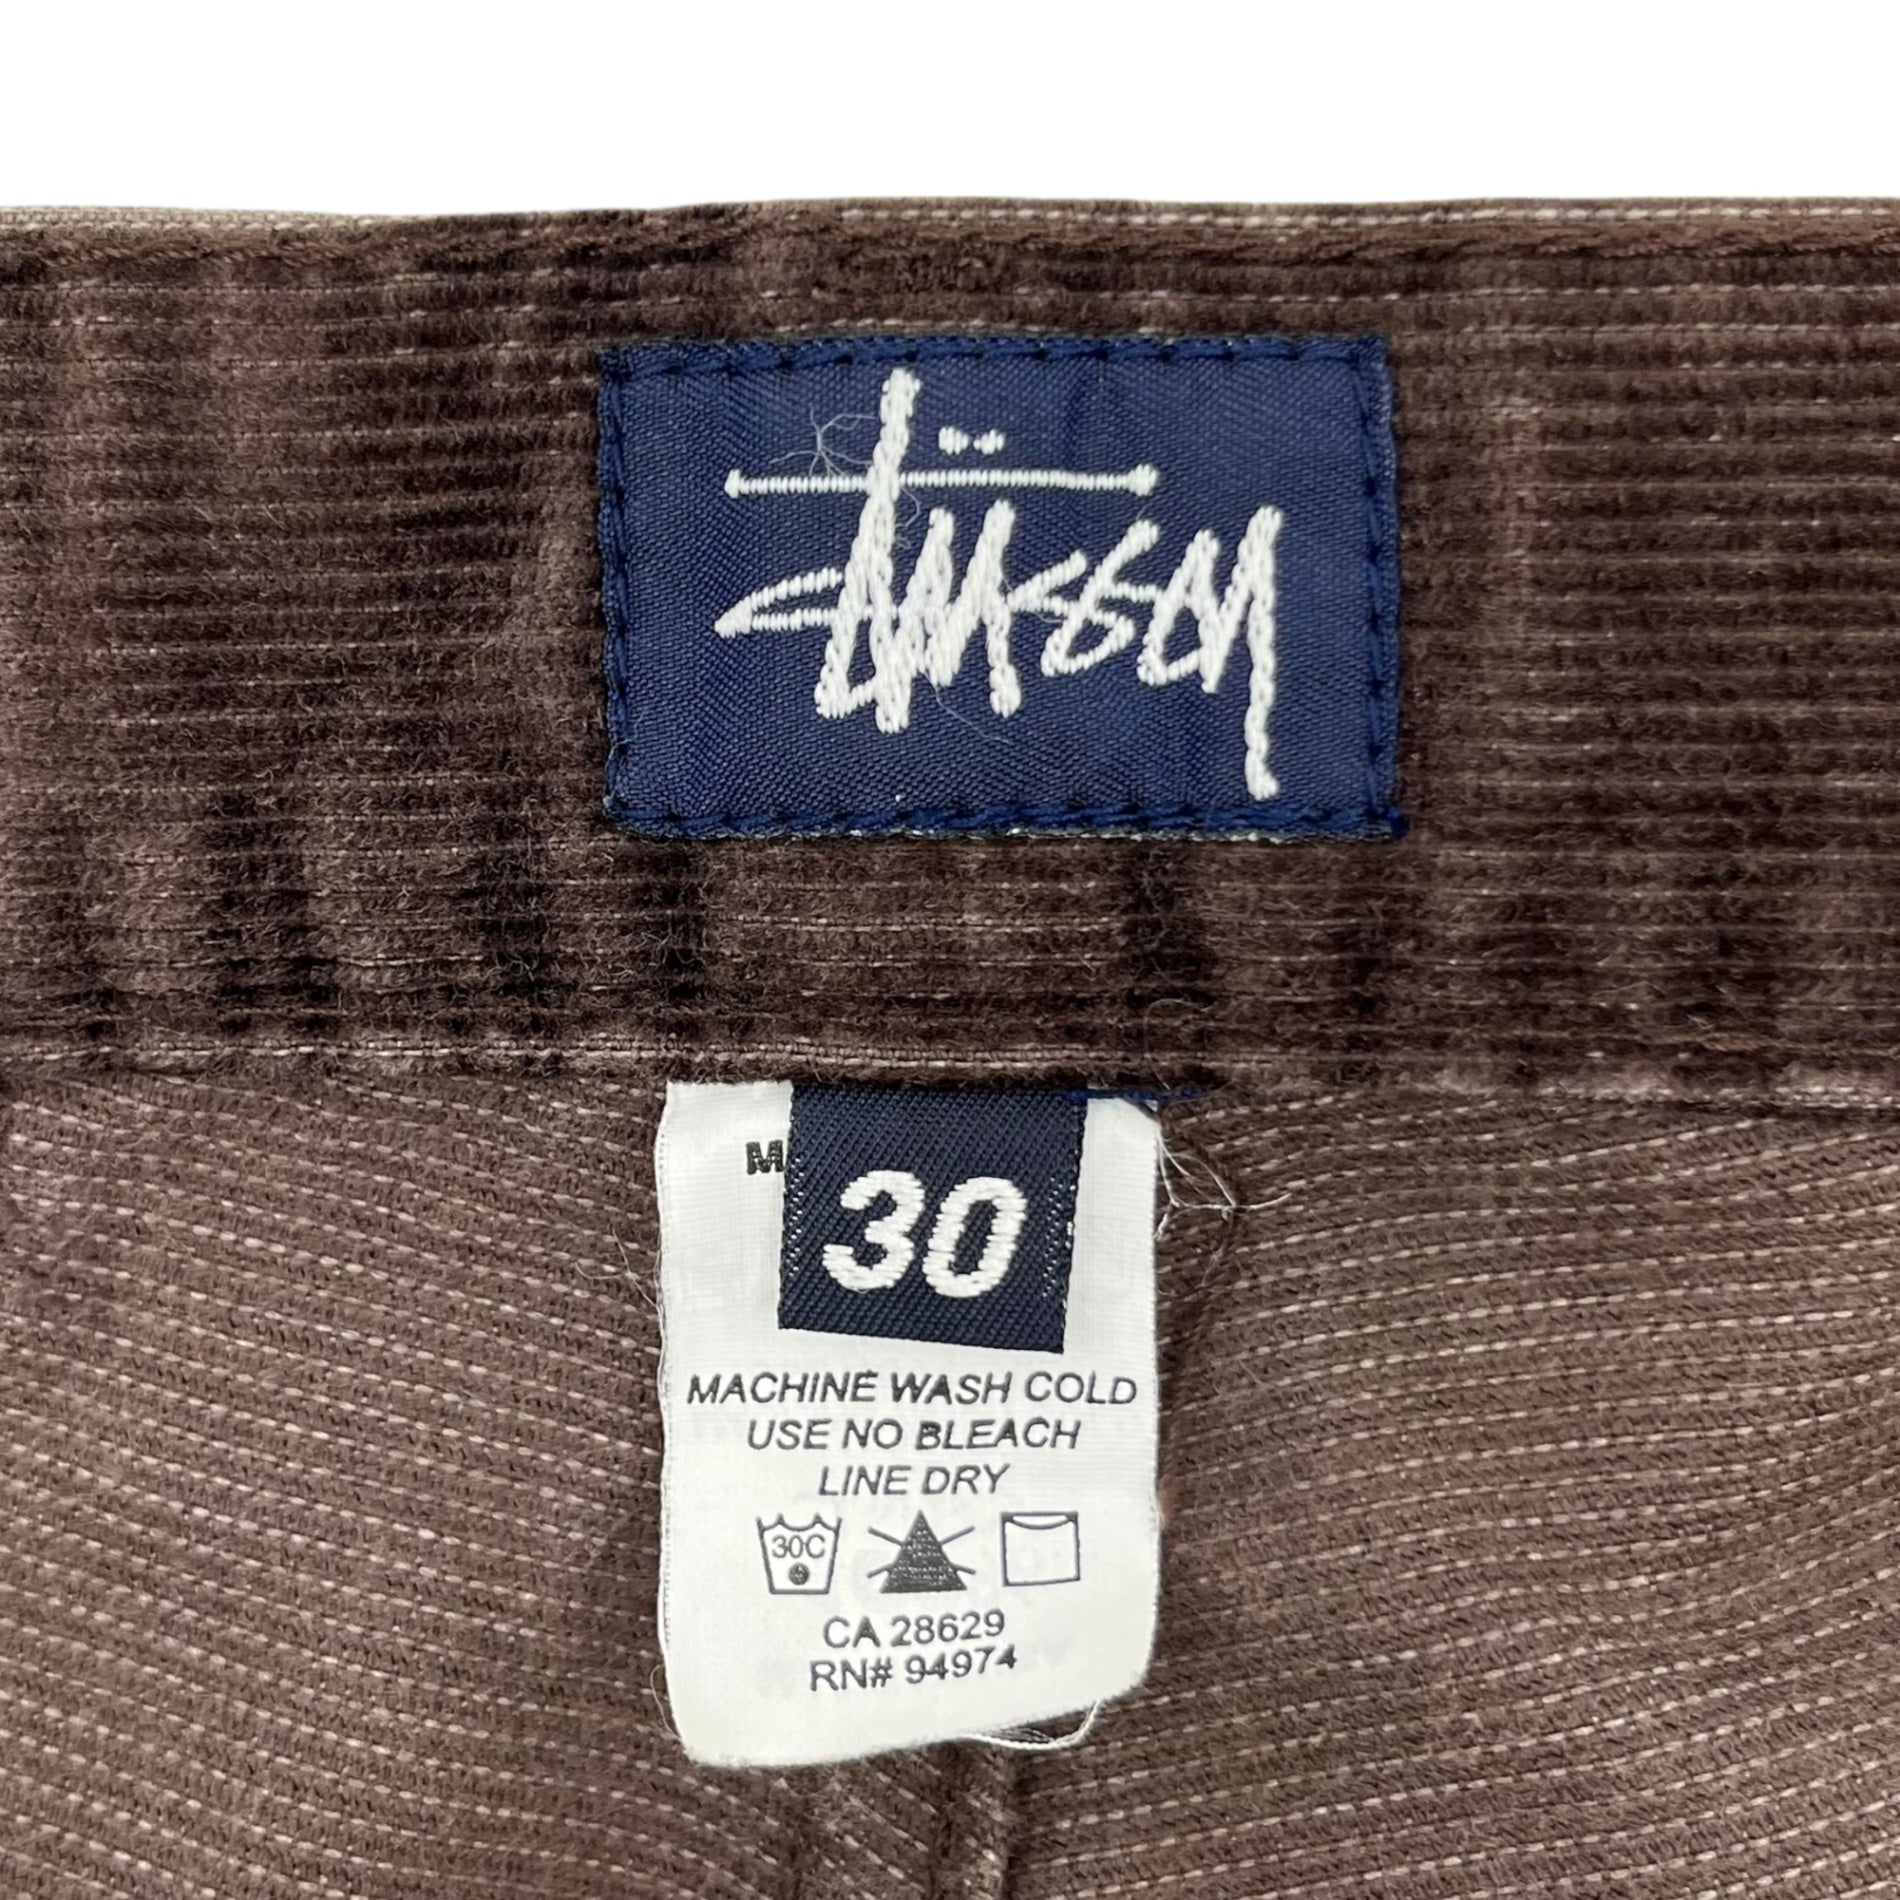 Stüssy
30
MACHINE WASH COLD
USE NO BLEACH
LINE DRY
30C
CA 28629
RN# 94974